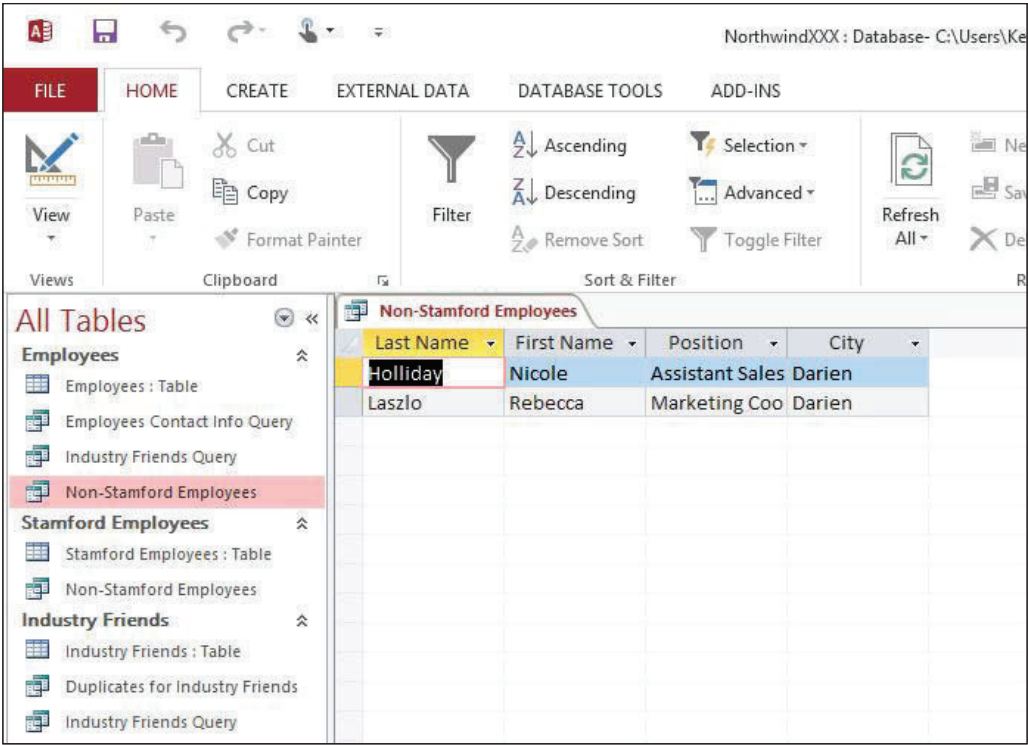 NorthwindXXX : Database- C:\Users\Ke
FILE HOME CREATE EXTERNAL DATA DATABASE TOOLS ADD-INS
View
Paste
Cut
Copy
Format Painter
Filter
Ascending
Descending
Remove Sort
Selection
Advanced
Toggle Filter
Refresh
All
Ne
Sav
De
Views Clipboard Sort & Filter R
All Tables
Employees
Employees : Table
Employees Contact Info Query
Industry Friends Query
Non-Stamford Employees
Stamford Employees
Stamford Employees : Table
Non-Stamford Employees
Industry Friends
Industry Friends : Table
Duplicates for Industry Friends
Industry Friends Query
Non-Stamford Employees
Last Name First Name Position City
Holliday Nicole Assistant Sales Darien
Laszlo Rebecca Marketing Coo Darien